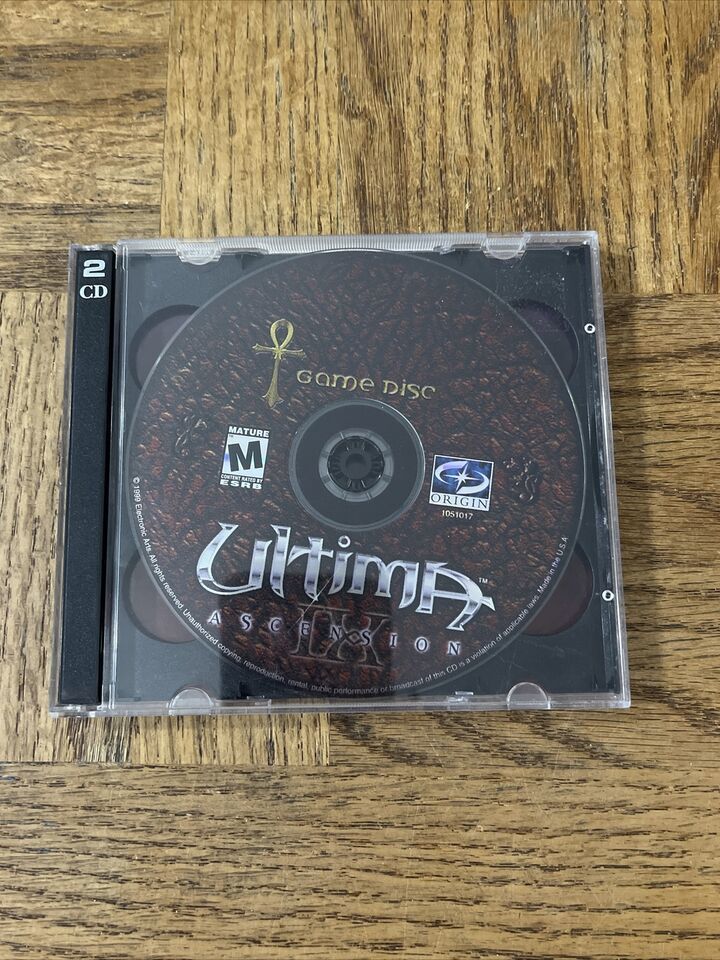 2
CD
Game Disc
MATURE
M
CONTENT RATED BY
ESRB
ORIGIN
1051017
Ultima™
IX
ASCENSION
© 1999 Electronic Arts. All rights reserved. Unauthorized copying, reproduction, rental, public performance or broadcast of this CD is a violation of applicable laws. Made in the U.S.A.